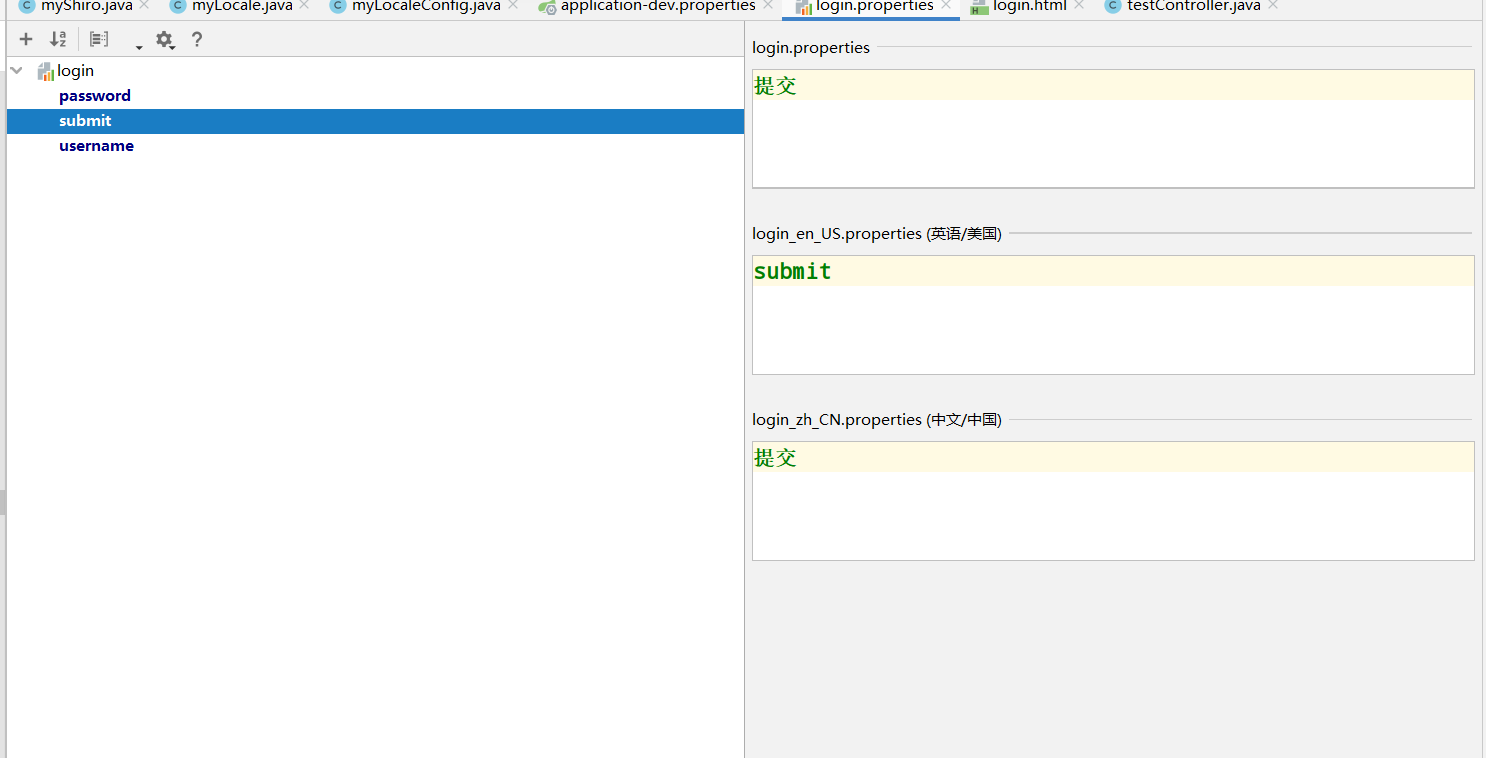 myShiro.java myLocale.java myLocaleConfig.java application-dev.properties login.properties login.html testController.java
login
password
submit
username
login.properties
提交
login_en_US.properties (英语/美国)
submit
login_zh_CN.properties (中文/中国)
提交